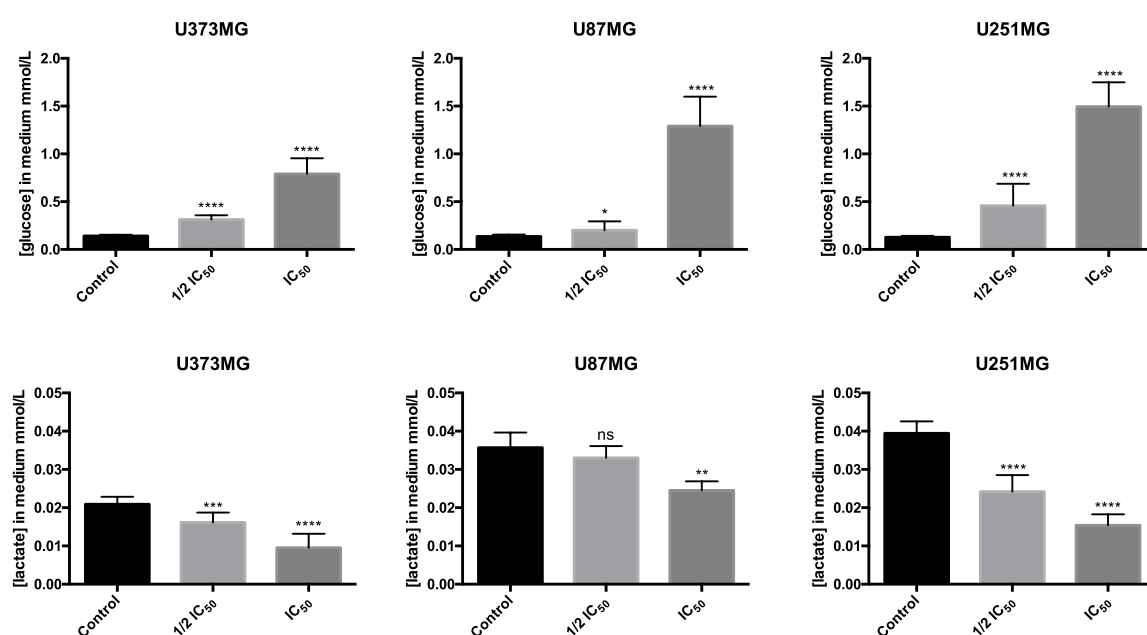 U373MG
U87MG
U251MG
[glucose] in medium mmol/L
2.0
1.5
1.0
0.5
0.0
****
****
Control
1/2 IC50
IC50
[glucose] in medium mmol/L
2.0
1.5
1.0
0.5
0.0
*
****
Control
1/2 IC50
IC50
[glucose] in medium mmol/L
2.0
1.5
1.0
0.5
0.0
****
****
Control
1/2 IC50
IC50
U373MG
U87MG
U251MG
[lactate] in medium mmol/L
0.05
0.04
0.03
0.02
0.01
0.00
***
****
Control
1/2 IC50
IC50
[lactate] in medium mmol/L
0.05
0.04
0.03
0.02
0.01
0.00
ns
**
Control
1/2 IC50
IC50
[lactate] in medium mmol/L
0.05
0.04
0.03
0.02
0.01
0.00
****
****
Control
1/2 IC50
IC50